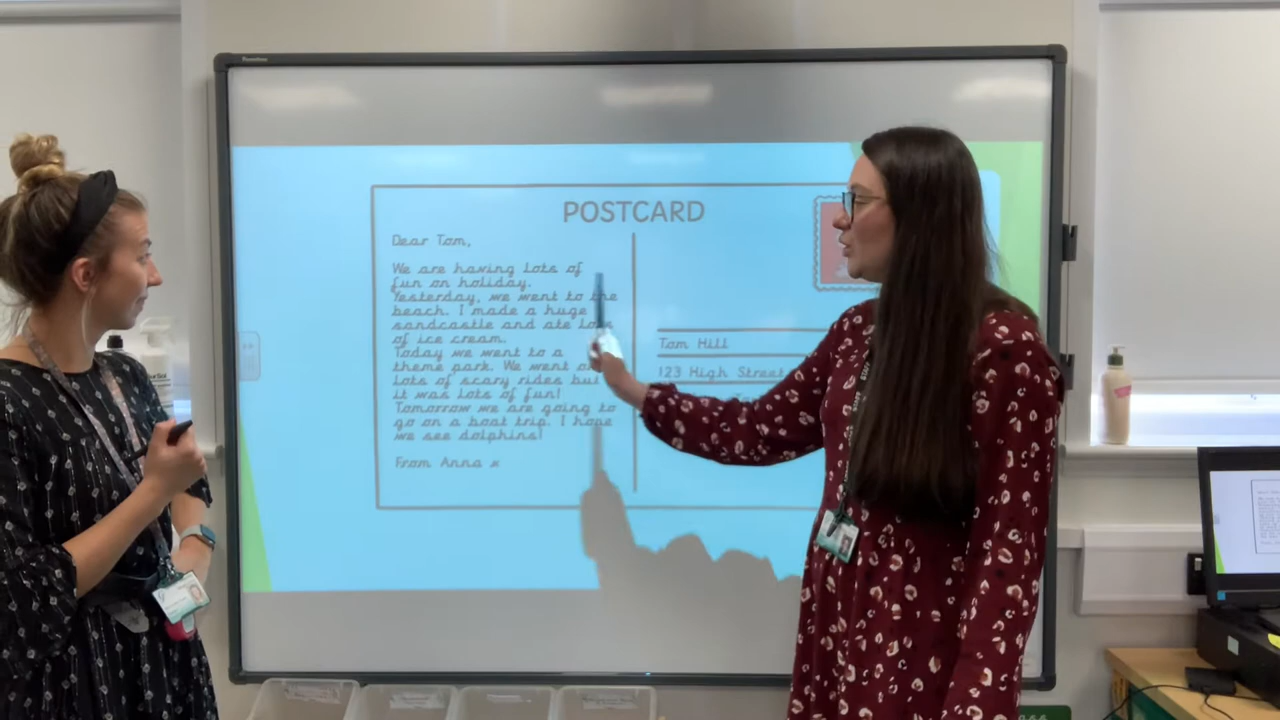 POSTCARD
Dear Tom,
We are having lots of
fun on holiday.
Yesterday, we went to the
beach. I made a huge
sandcastle and ate
of ice cream.
Today we went to a
theme park. We went
lots of scary rides but
it was lots of fun!
Tomorrow we are going to
go on a boat trip. I hope
we see dolphins!
From Anna x
Tom Hill
123 High Street